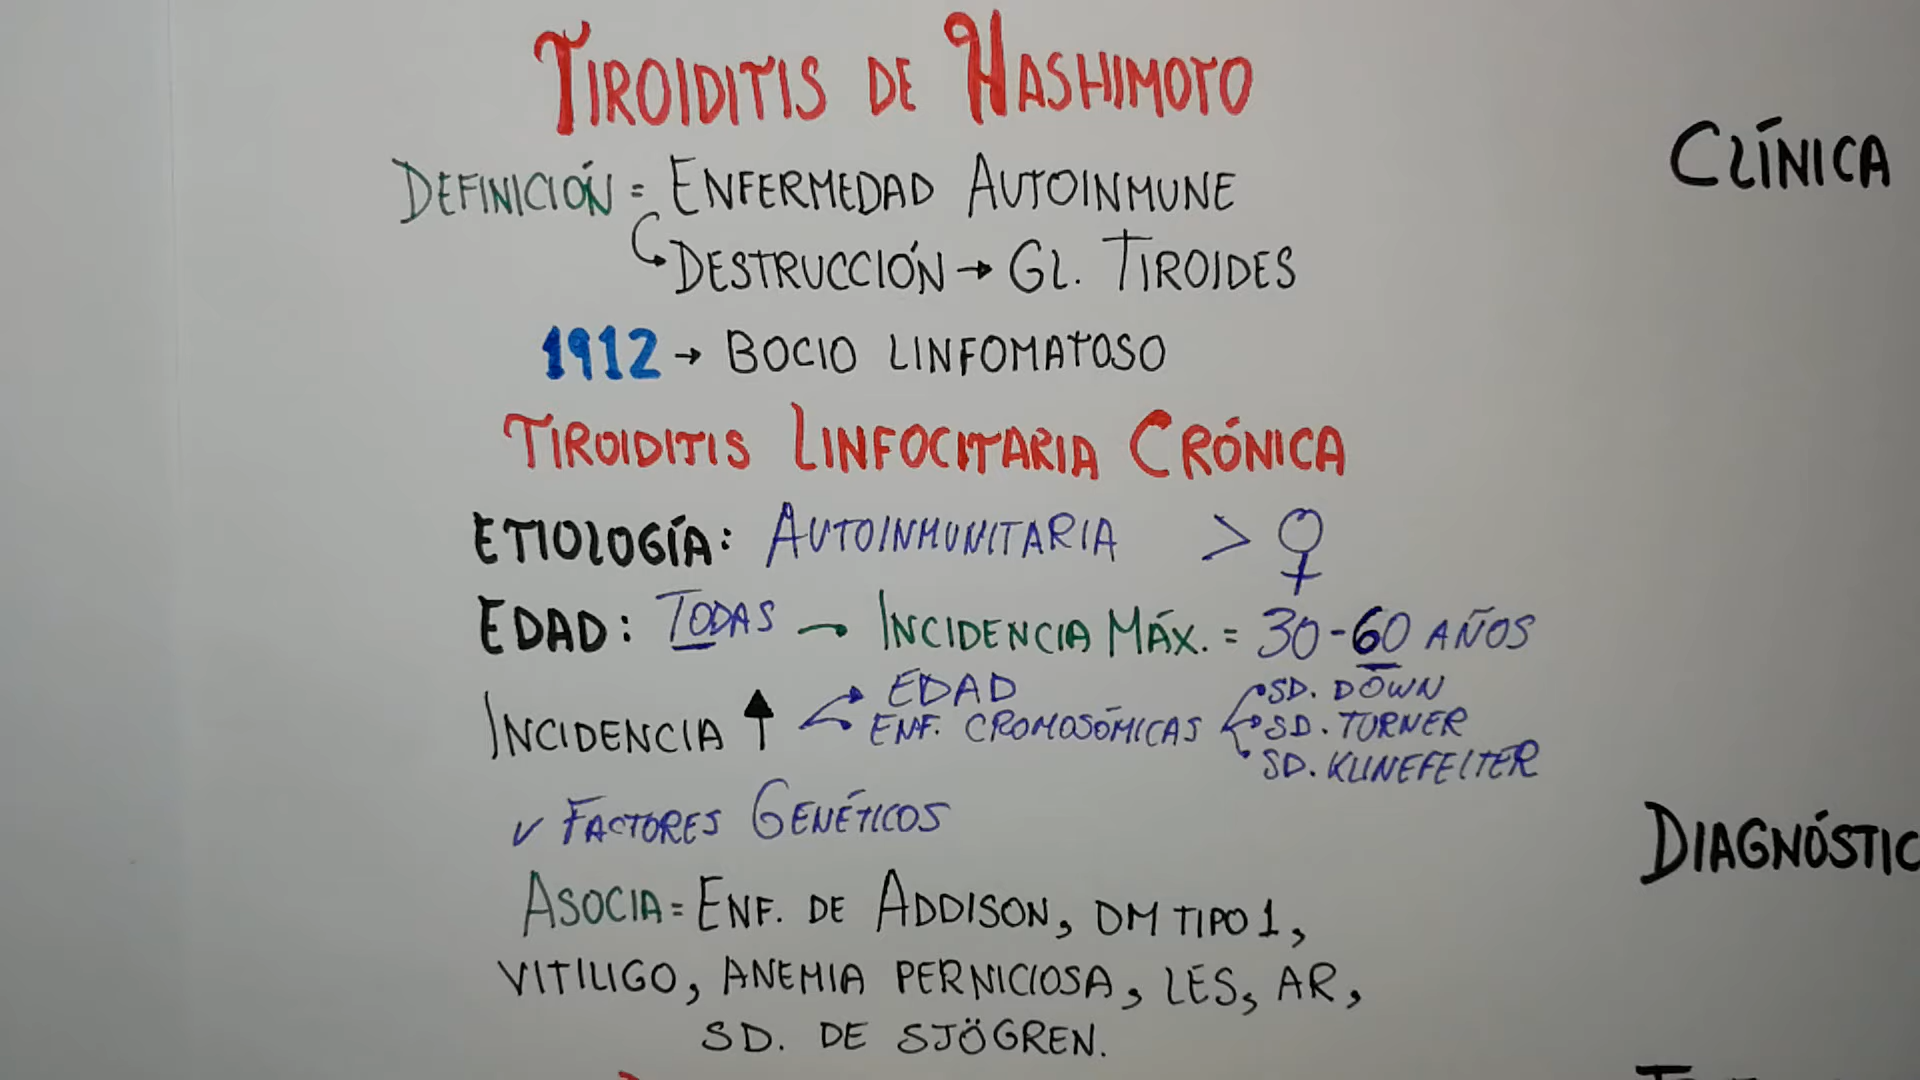 TIROIDITIS DE HASHIMOTO
DEFINICIÓN = ENFERMEDAD AUTOINMUNE
↳ DESTRUCCIÓN → GL. TIROIDES
1912 → BOCIO LINFOMATOSO
TIROIDITIS LINFOCITARIA CRÓNICA
ETIOLOGÍA: AUTOINMUNITARIA > ♀
EDAD: TODAS → INCIDENCIA MÁX. = 30-60 AÑOS
INCIDENCIA ↑
EDAD
ENF. CROMOSÓMICAS
SD. DOWN
SD. TURNER
SD. KLINEFELTER
✓ FACTORES GENÉTICOS
ASOCIA = ENF. DE ADDISON, DM TIPO 1,
VITILIGO, ANEMIA PERNICIOSA, LES, AR,
SD. DE SJÖGREN.
CLÍNICA
DIAGNÓSTIC